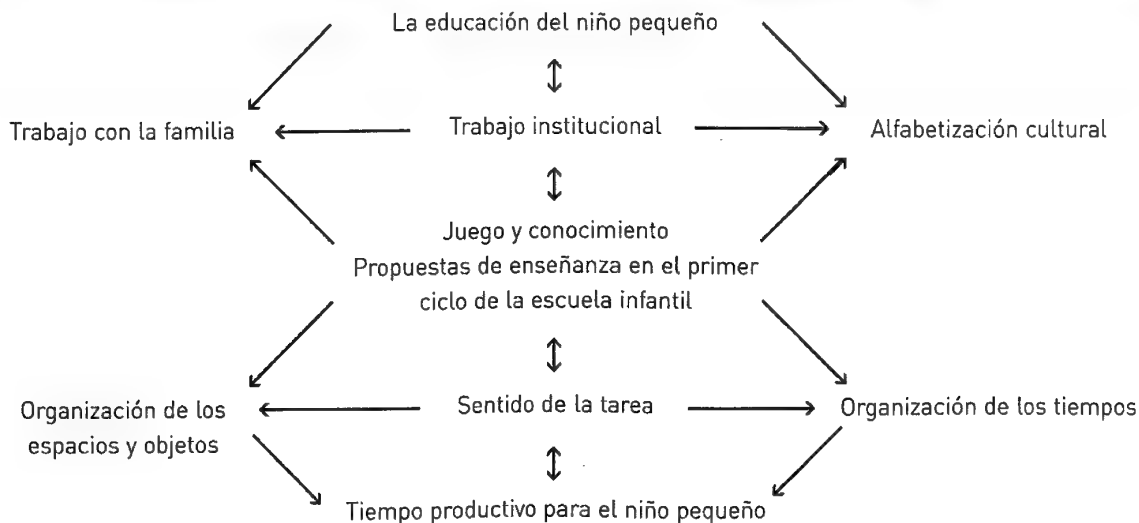 La educación del niño pequeño
Trabajo con la familia
Trabajo institucional
Alfabetización cultural
Juego y conocimiento
Propuestas de enseñanza en el primer
ciclo de la escuela infantil
Organización de los
espacios y objetos
Sentido de la tarea
Organización de los tiempos
Tiempo productivo para el niño pequeño